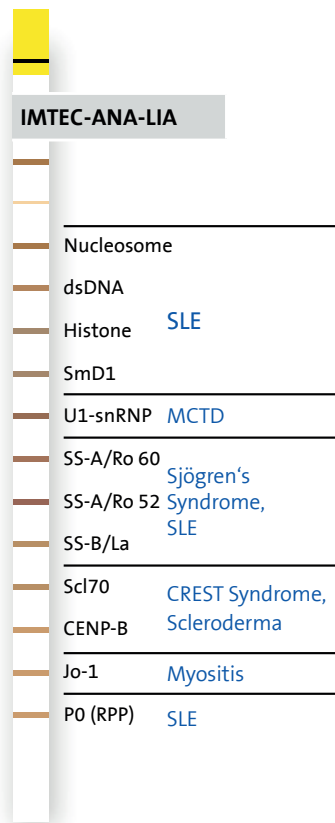 IMTEC-ANA-LIA
Nucleosome
dsDNA
Histone SLE
SmD1
U1-snRNP MCTD
SS-A/Ro 60
Sjögren‘s
SS-A/Ro 52 Syndrome,
SS-B/La SLE
Scl70 CREST Syndrome,
CENP-B Scleroderma
Jo-1 Myositis
P0 (RPP) SLE